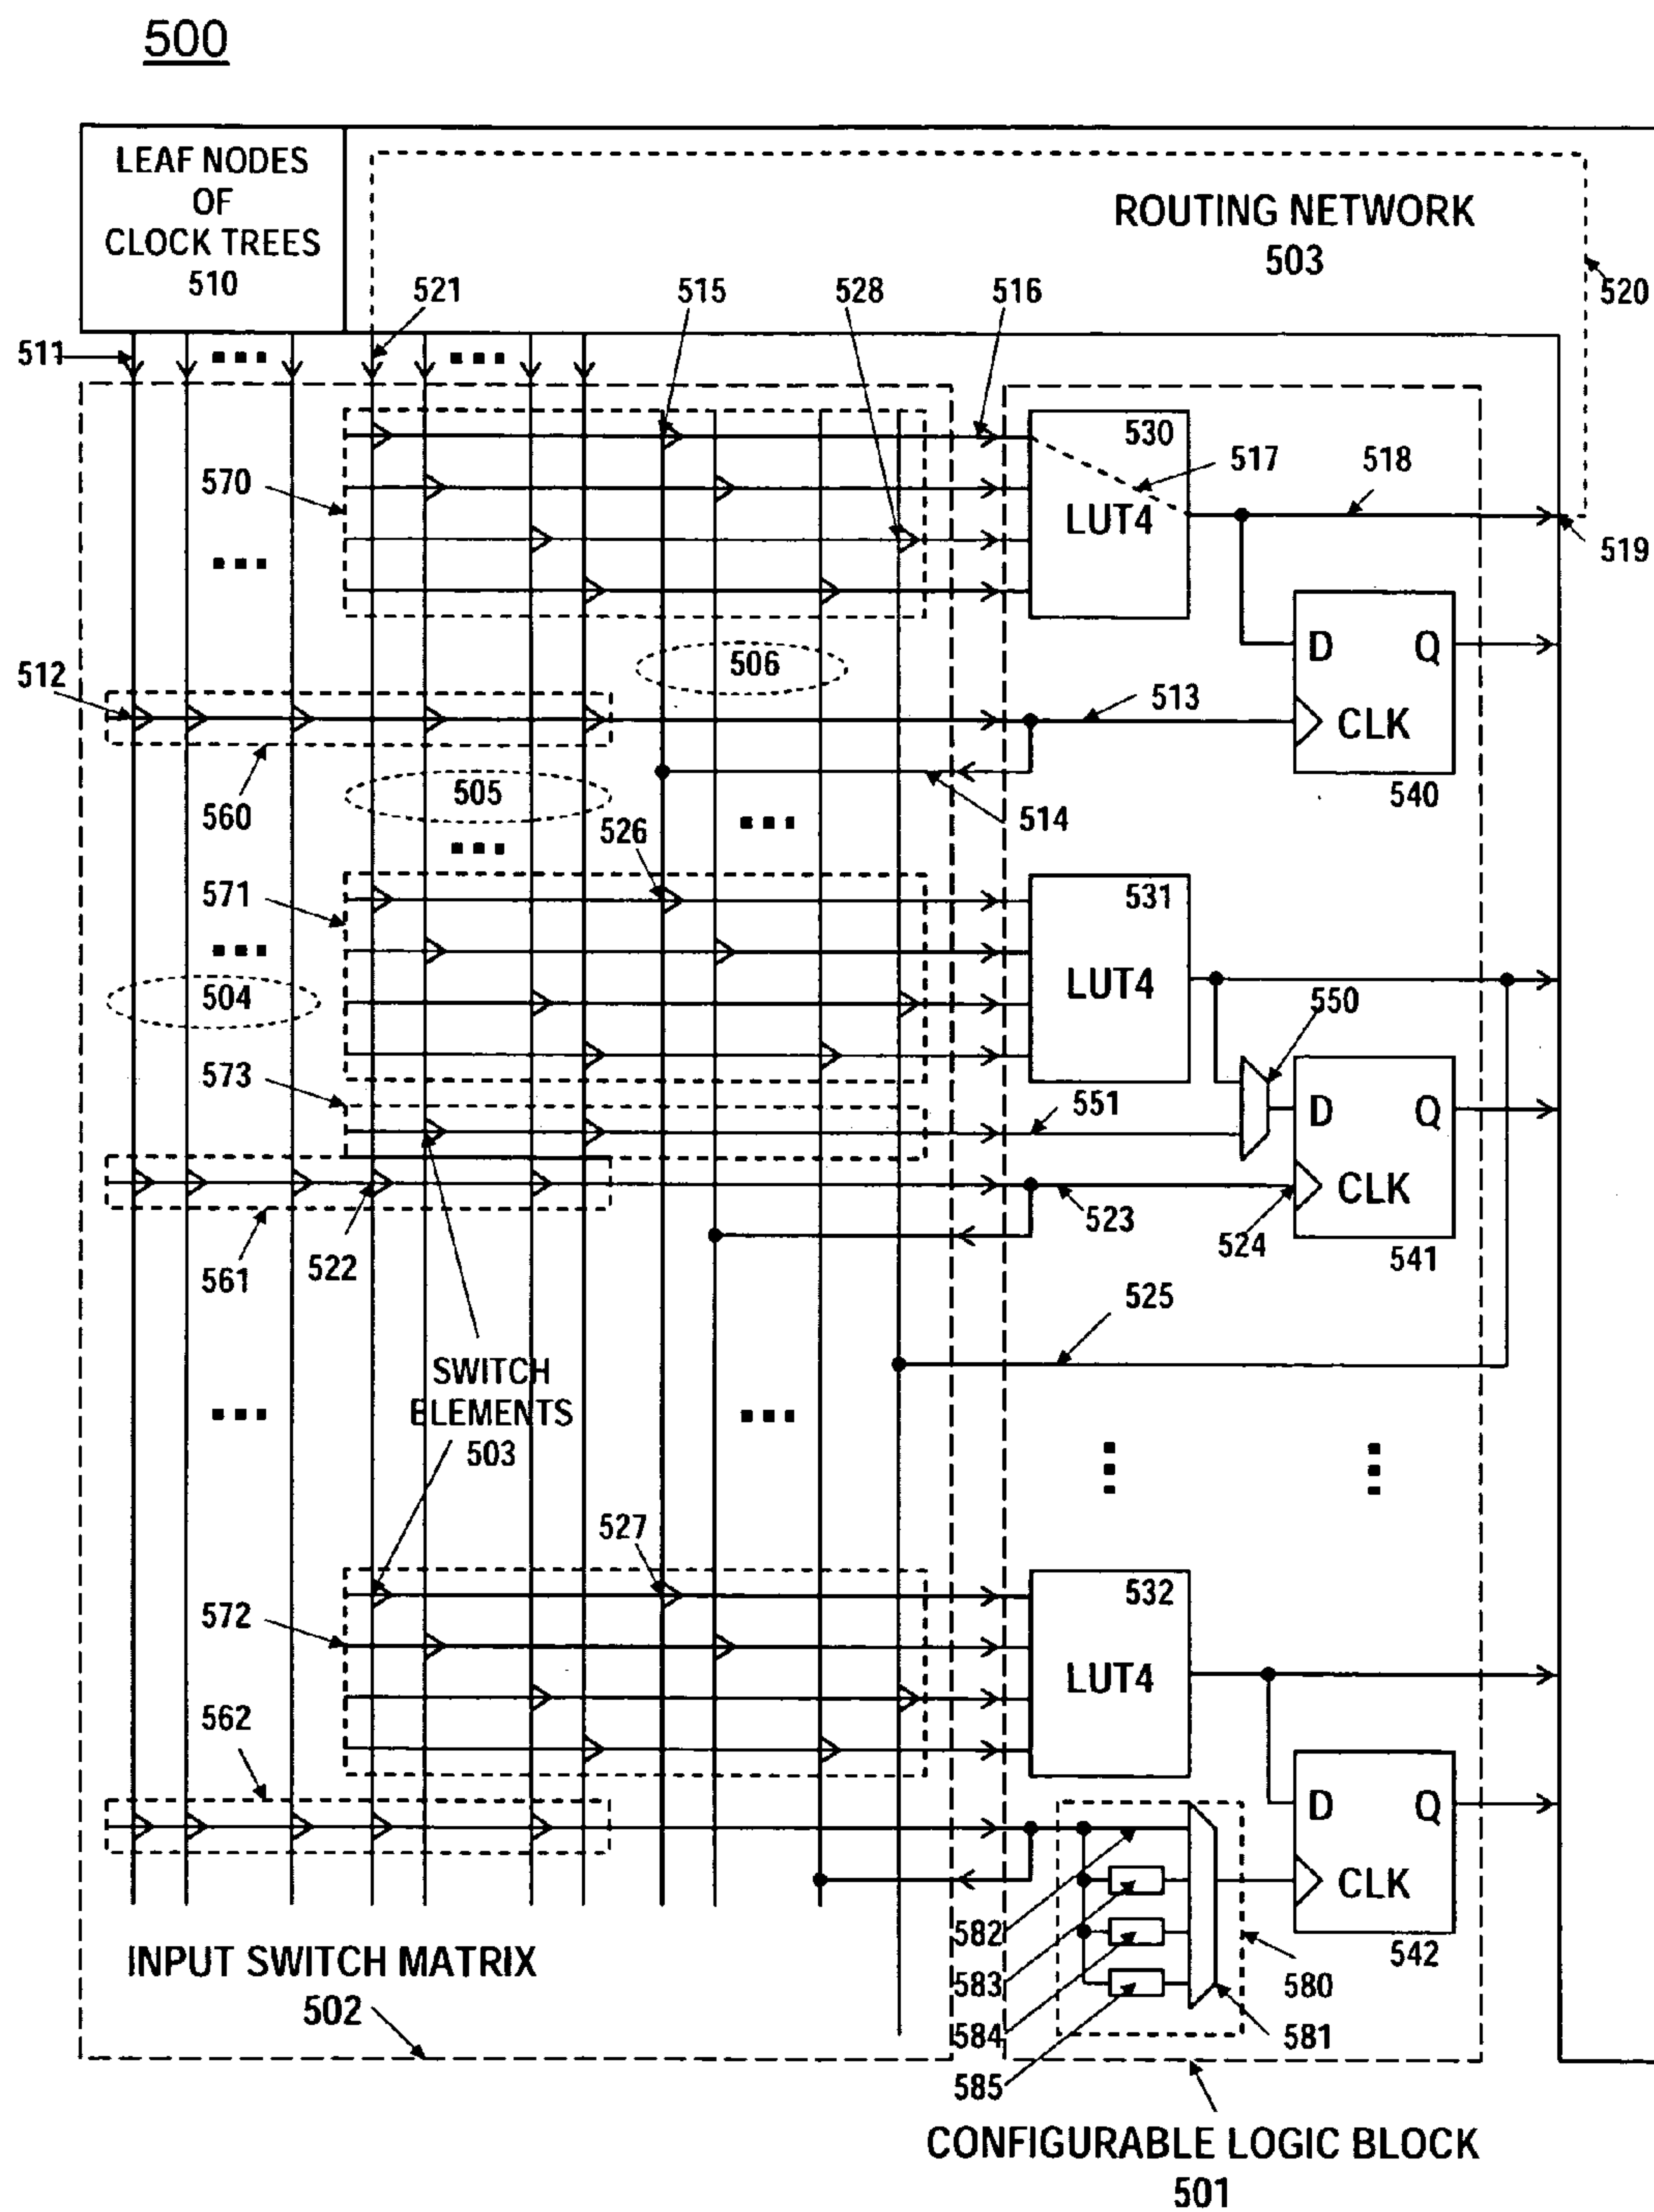 500
LEAF NODES
OF
CLOCK TREES
510
ROUTING NETWORK
503
520
521
515
528
516
511
530
517
518
570
LUT4
519
D Q
512
506
513
CLK
560
505
540
526
514
571
531
504
LUT4
550
573
551
D Q
CLK
522
523
524
561
541
525
SWITCH
ELEMENTS
503
527
532
572
LUT4
562
D Q
CLK
582
542
INPUT SWITCH MATRIX
502
583
580
584
581
585
CONFIGURABLE LOGIC BLOCK
501